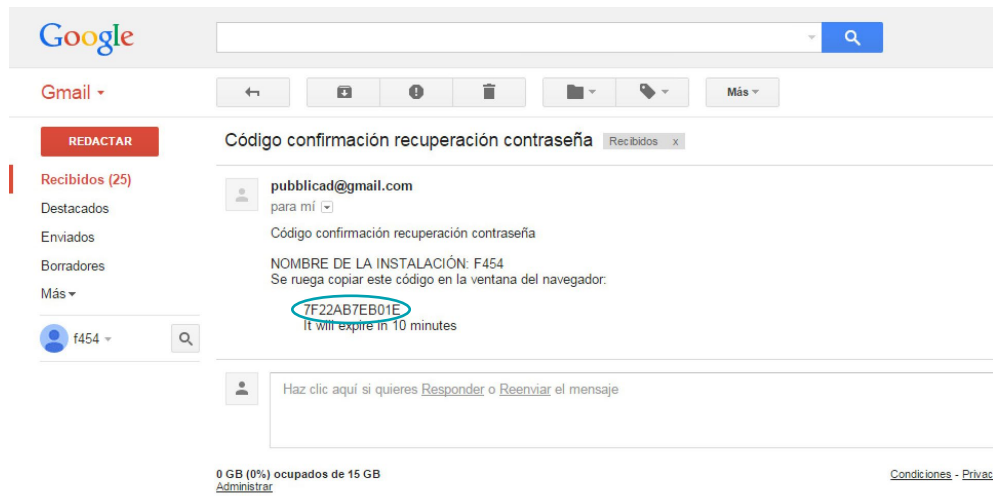 Google
Gmail
Más
REDACTAR
Código confirmación recuperación contraseña Recibidos x
Recibidos (25)
Destacados
Enviados
Borradores
Más
f454
pubblicad@gmail.com
para mí
Código confirmación recuperación contraseña
NOMBRE DE LA INSTALACIÓN: F454
Se ruega copiar este código en la ventana del navegador:
7F22AB7EB01E
It will expire in 10 minutes
Haz clic aquí si quieres Responder o Reenviar el mensaje
0 GB (0%) ocupados de 15 GB
Administrar
Condiciones - Privac